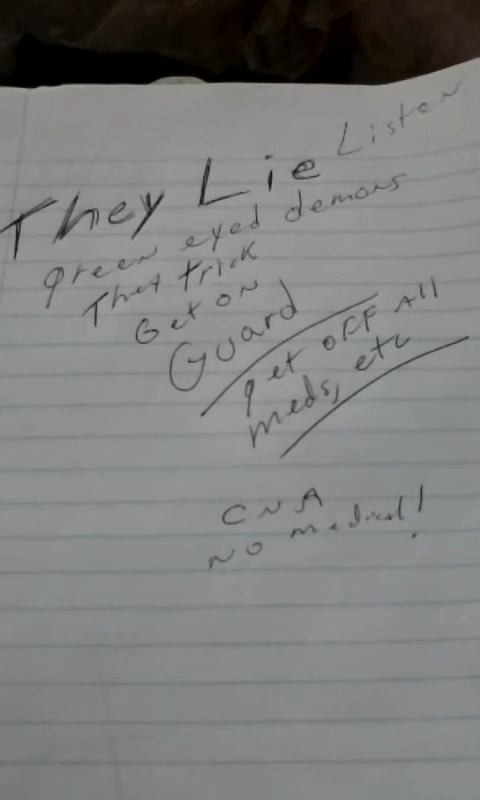 They Lie Listen
green eyed demons
That trick
Get on
Guard
get OFF All
meds, etc
CNA
NO medical!